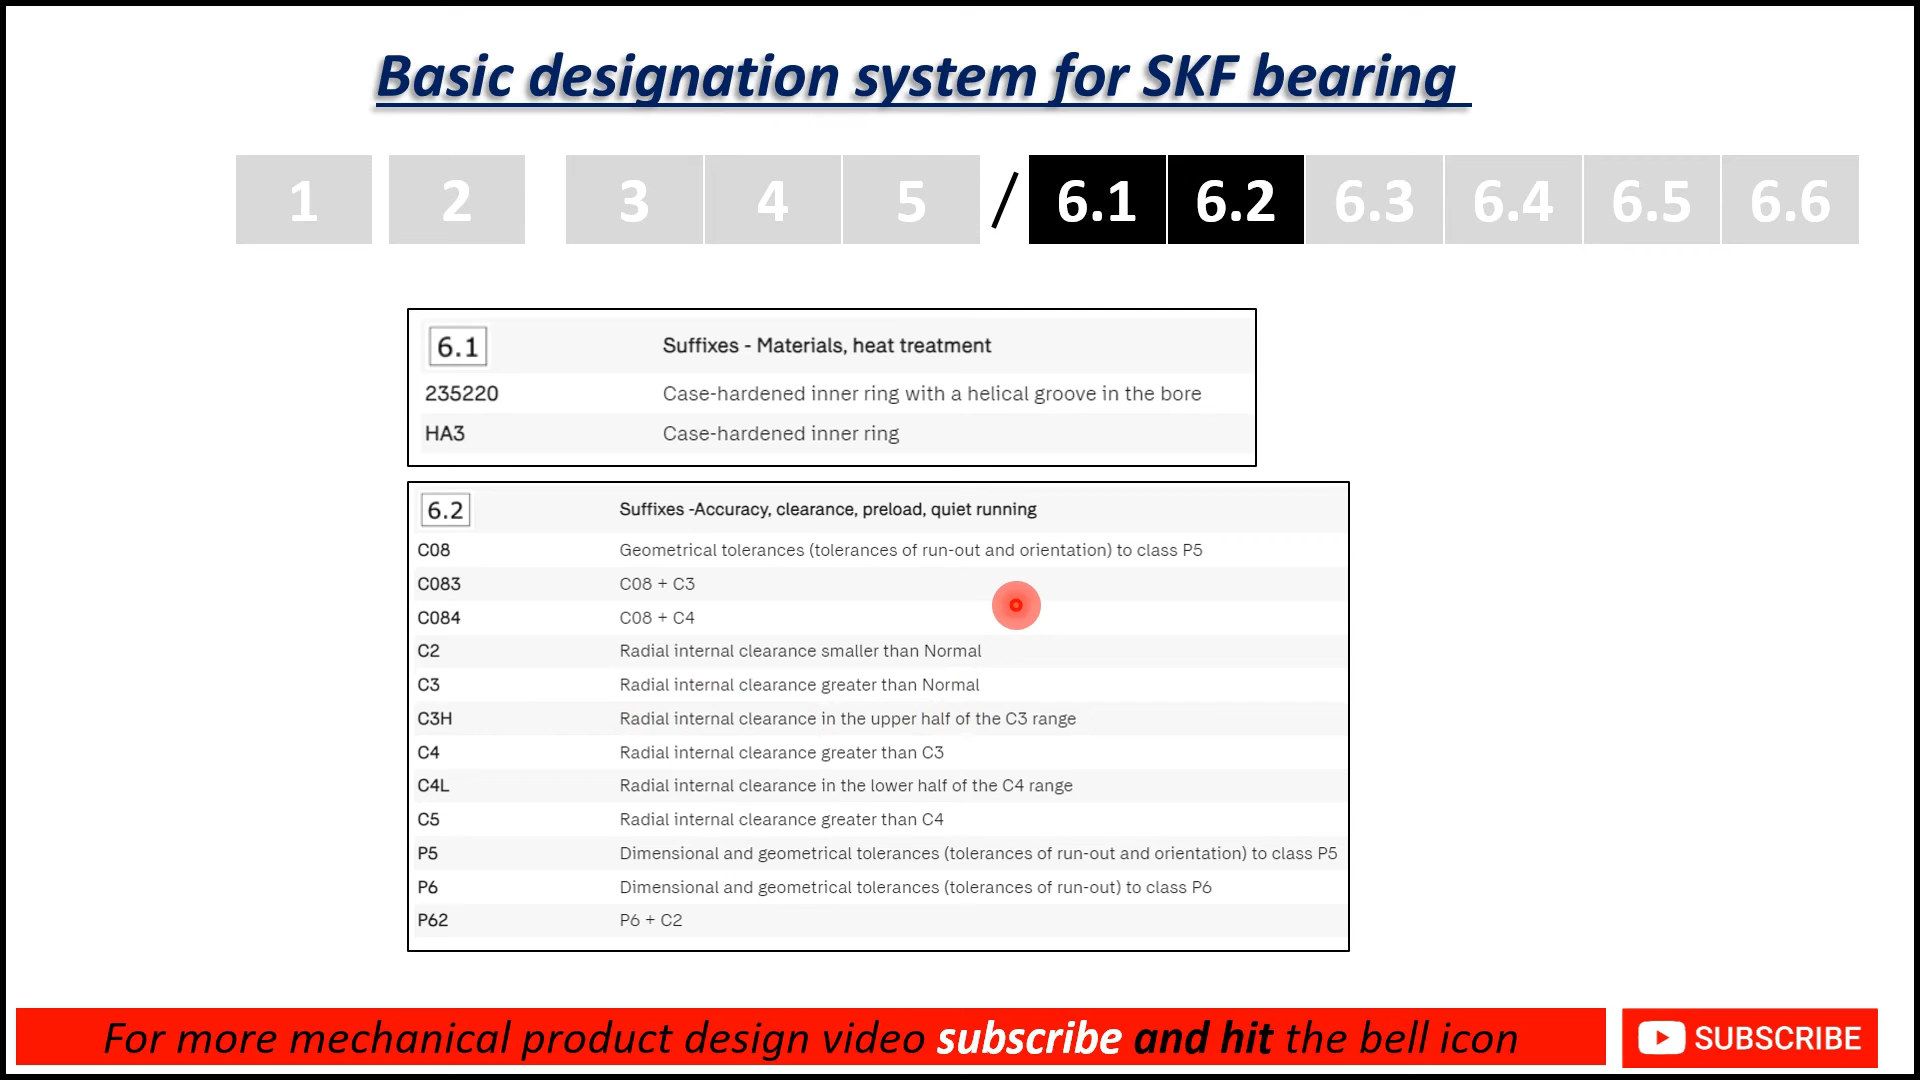 Basic designation system for SKF bearing
1 2 3 4 5 / 6.1 6.2 6.3 6.4 6.5 6.6
6.1 Suffixes - Materials, heat treatment
235220 Case-hardened inner ring with a helical groove in the bore
HA3 Case-hardened inner ring
6.2 Suffixes -Accuracy, clearance, preload, quiet running
C08 Geometrical tolerances (tolerances of run-out and orientation) to class P5
C083 C08 + C3
C084 C08 + C4
C2 Radial internal clearance smaller than Normal
C3 Radial internal clearance greater than Normal
C3H Radial internal clearance in the upper half of the C3 range
C4 Radial internal clearance greater than C3
C4L Radial internal clearance in the lower half of the C4 range
C5 Radial internal clearance greater than C4
P5 Dimensional and geometrical tolerances (tolerances of run-out and orientation) to class P5
P6 Dimensional and geometrical tolerances (tolerances of run-out) to class P6
P62 P6 + C2
For more mechanical product design video subscribe and hit the bell icon
SUBSCRIBE